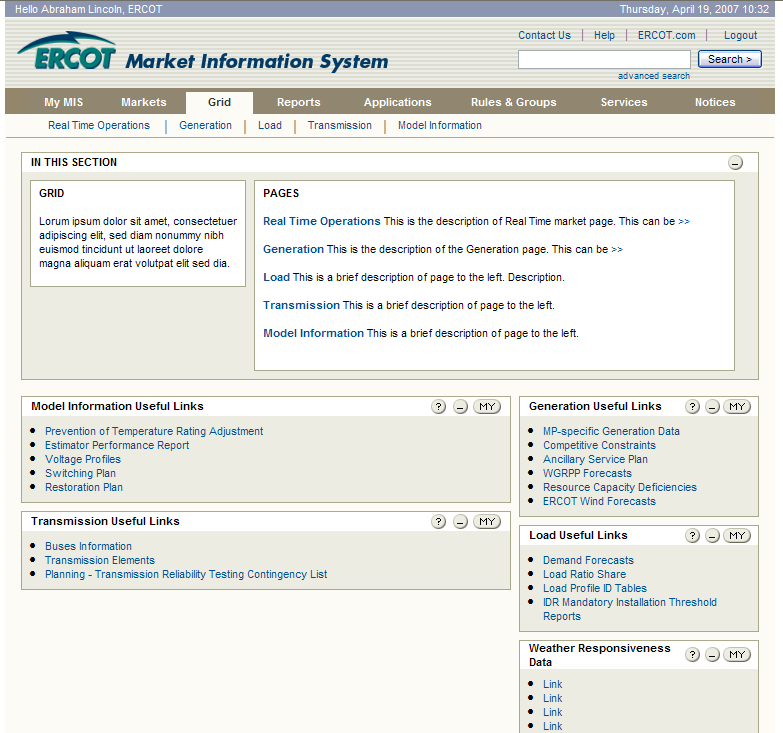 Hello Abraham Lincoln, ERCOT
Thursday, April 19, 2007 10:32
Contact Us | Help | ERCOT.com | Logout
ERCOT Market Information System
Search >
advanced search
My MIS Markets Grid Reports Applications Rules & Groups Services Notices
Real Time Operations | Generation | Load | Transmission | Model Information
IN THIS SECTION
GRID
Lorum ipsum dolor sit amet, consectetuer
adipiscing elit, sed diam nonummy nibh
euismod tincidunt ut laoreet dolore
magna aliquam erat volutpat elit sed dia.
PAGES
Real Time Operations This is the description of Real Time market page. This can be >>
Generation This is the description of the Generation page. This can be >>
Load This is a brief description of page to the left. Description.
Transmission This is a brief description of page to the left.
Model Information This is a brief description of page to the left.
Model Information Useful Links ? – MY
Prevention of Temperature Rating Adjustment
Estimator Performance Report
Voltage Profiles
Switching Plan
Restoration Plan
Transmission Useful Links ? – MY
Buses Information
Transmission Elements
Planning - Transmission Reliability Testing Contingency List
Generation Useful Links ? – MY
MP-specific Generation Data
Competitive Constraints
Ancillary Service Plan
WGRPP Forecasts
Resource Capacity Deficiencies
ERCOT Wind Forecasts
Load Useful Links ? – MY
Demand Forecasts
Load Ratio Share
Load Profile ID Tables
IDR Mandatory Installation Threshold
Reports
Weather Responsiveness
Data ? – MY
Link
Link
Link
Link